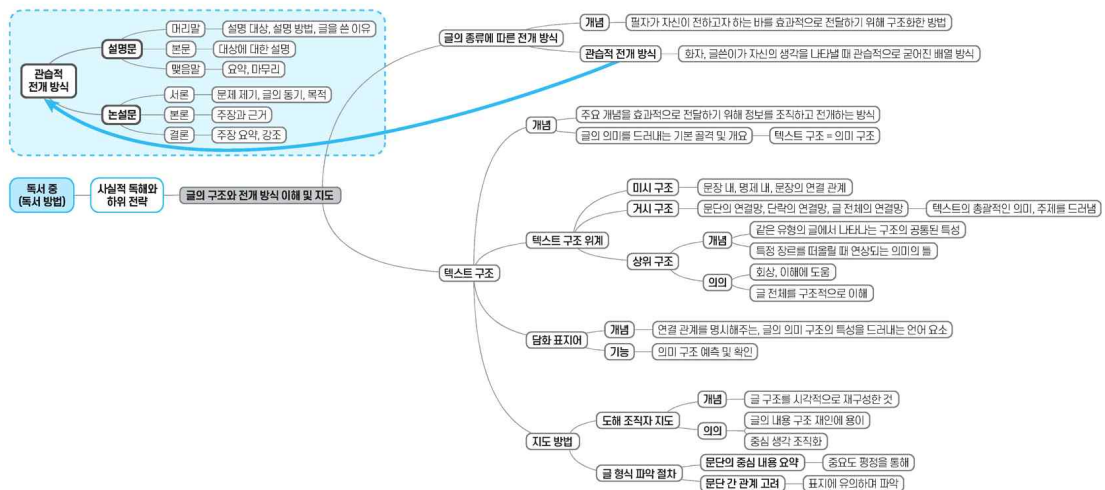 관습적
전개 방식
설명문
머리말
설명 대상, 설명 방법, 글을 쓴 이유
본문
대상에 대한 설명
맺음말
요약, 마무리
논설문
서론
문제 제기, 글의 동기, 목적
본론
주장과 근거
결론
주장 요약, 강조
독서 중
(독서 방법)
사실적 독해와
하위 전략
글의 구조와 전개 방식 이해 및 지도
글의 종류에 따른 전개 방식
개념
필자가 자신이 전하고자 하는 바를 효과적으로 전달하기 위해 구조화한 방법
관습적 전개 방식
화자, 글쓴이가 자신의 생각을 나타낼 때 관습적으로 굳어진 배열 방식
텍스트 구조
개념
주요 개념을 효과적으로 전달하기 위해 정보를 조직하고 전개하는 방식
글의 의미를 드러내는 기본 골격 및 개요
텍스트 구조 = 의미 구조
텍스트 구조 위계
미시 구조
문장 내, 명제 내, 문장의 연결 관계
거시 구조
문단의 연결망, 단락의 연결망, 글 전체의 연결망
텍스트의 총괄적인 의미, 주제를 드러냄
상위 구조
개념
같은 유형의 글에서 나타나는 구조의 공통된 특성
특정 장르를 떠올릴 때 연상되는 의미의 틀
의의
회상, 이해에 도움
글 전체를 구조적으로 이해
담화 표지어
개념
연결 관계를 명시해주는, 글의 의미 구조의 특성을 드러내는 언어 요소
기능
의미 구조 예측 및 확인
지도 방법
도해 조직자 지도
개념
글 구조를 시각적으로 재구성한 것
의의
글의 내용 구조 재인에 용이
중심 생각 조직화
글 형식 파악 절차
문단의 중심 내용 요약
중요도 평정을 통해
문단 간 관계 고려
표지에 유의하며 파악